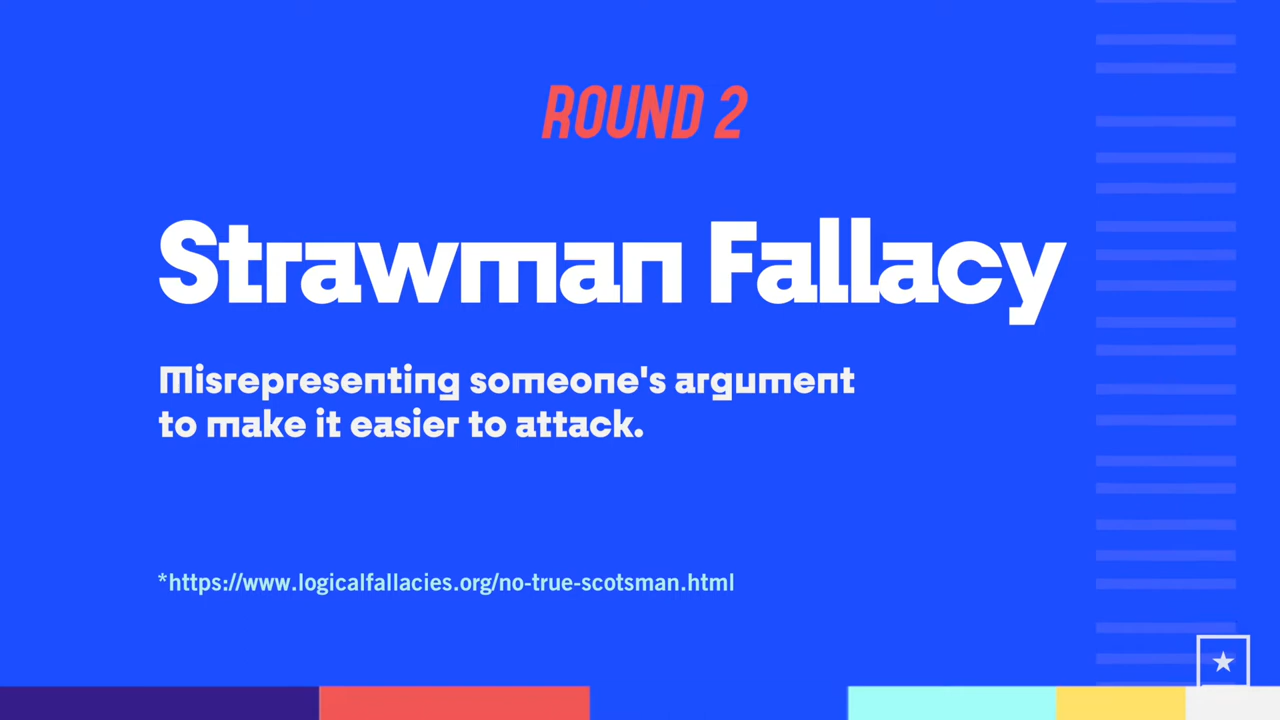 ROUND 2
Strawman Fallacy
Misrepresenting someone's argument
to make it easier to attack.
*https://www.logicalfallacies.org/no-true-scotsman.html